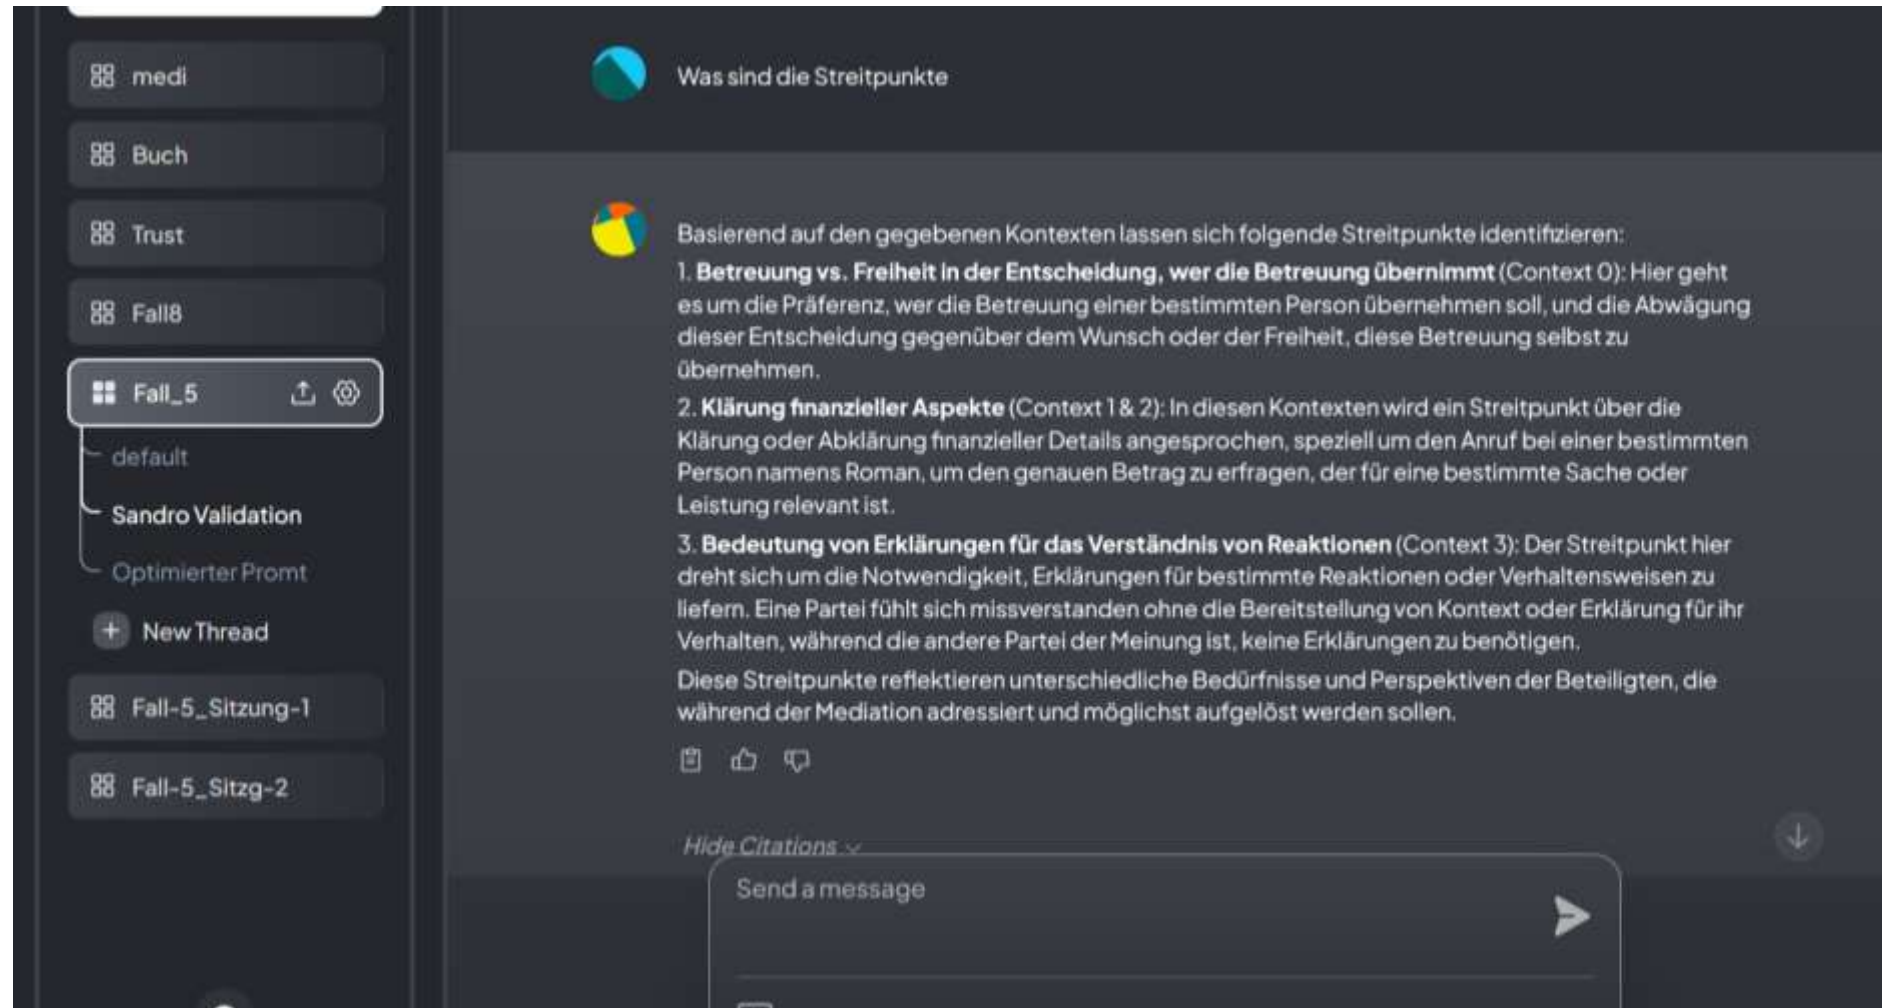 medi
Buch
Trust
Fall8
Fall_5
default
Sandro Validation
Optimierter Promt
New Thread
Fall-5_Sitzung-1
Fall-5_Sitzg-2
Was sind die Streitpunkte
Basierend auf den gegebenen Kontexten lassen sich folgende Streitpunkte identifizieren:
1. Betreuung vs. Freiheit in der Entscheidung, wer die Betreuung übernimmt (Context 0): Hier geht
es um die Präferenz, wer die Betreuung einer bestimmten Person übernehmen soll, und die Abwägung
dieser Entscheidung gegenüber dem Wunsch oder der Freiheit, diese Betreuung selbst zu
übernehmen.
2. Klärung finanzieller Aspekte (Context 1 & 2): In diesen Kontexten wird ein Streitpunkt über die
Klärung oder Abklärung finanzieller Details angesprochen, speziell um den Anruf bei einer bestimmten
Person namens Roman, um den genauen Betrag zu erfragen, der für eine bestimmte Sache oder
Leistung relevant ist.
3. Bedeutung von Erklärungen für das Verständnis von Reaktionen (Context 3): Der Streitpunkt hier
dreht sich um die Notwendigkeit, Erklärungen für bestimmte Reaktionen oder Verhaltensweisen zu
liefern. Eine Partei fühlt sich missverstanden ohne die Bereitstellung von Kontext oder Erklärung für ihr
Verhalten, während die andere Partei der Meinung ist, keine Erklärungen zu benötigen.
Diese Streitpunkte reflektieren unterschiedliche Bedürfnisse und Perspektiven der Beteiligten, die
während der Mediation adressiert und möglichst aufgelöst werden sollen.
Hide Citations
Send a message